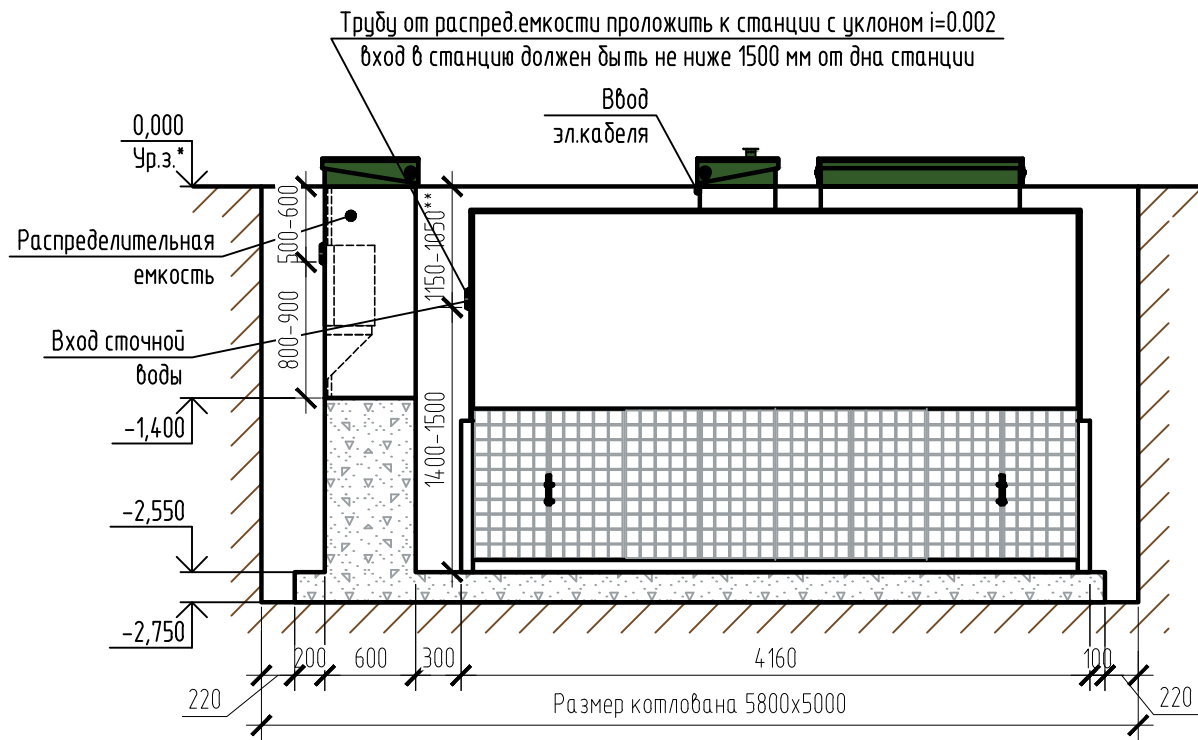 Трубу от распред.емкости проложить к станции с уклоном i=0.002
вход в станцию должен быть не ниже 1500 мм от дна станции
Ввод
эл.кабеля
0,000
Ур.з.*
Распределительная
емкость
Вход сточной
воды
500-600
800-900
1150-1050**
1400-1500
-1,400
-2,550
-2,750
200
600
300
4160
100
220
Размер котлована 5800x5000
220